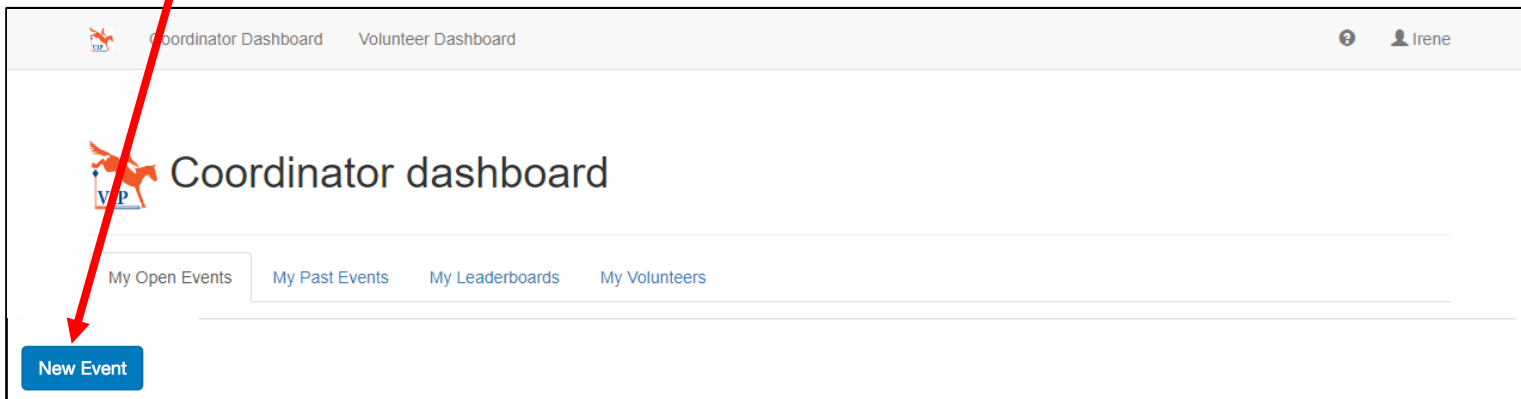 VIP Coordinator Dashboard Volunteer Dashboard ? Irene
VIP Coordinator dashboard
My Open Events My Past Events My Leaderboards My Volunteers
New Event